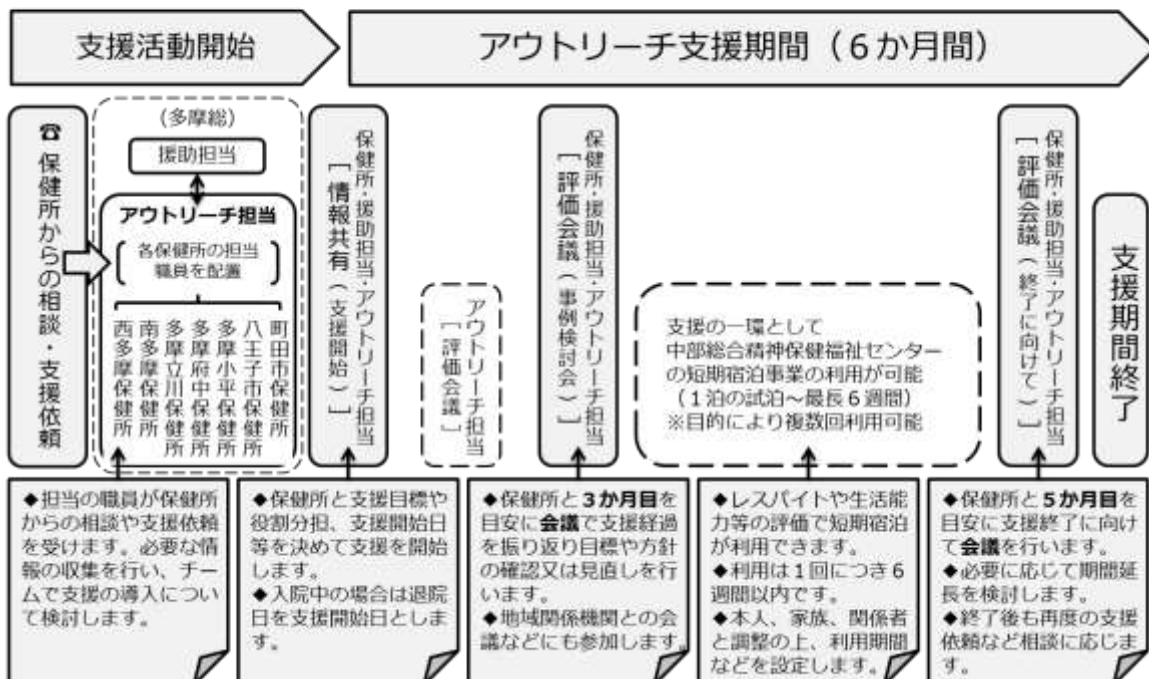 支援活動開始
アウトリーチ支援期間(6か月間)
☎ 保健所からの相談・支援依頼
(多摩総)
援助担当
アウトリーチ担当
各保健所の担当
職員を配置
西多摩保健所
南多摩保健所
多摩立川保健所
多摩府中保健所
多摩小平保健所
八王子市保健所
町田市保健所
保健所・援助担当・アウトリーチ担当
[情報共有(支援開始)]
アウトリーチ担当
[評価会議]
保健所・援助担当・アウトリーチ担当
[評価会議(事例検討会)]
支援の一環として
中部総合精神保健福祉センター
の短期宿泊事業の利用が可能
(1泊の試泊~最長6週間)
※目的により複数回利用可能
保健所・援助担当・アウトリーチ担当
[評価会議(終了に向けて)]
支援期間終了
◆担当の職員が保健所
からの相談や支援依頼
を受けます。必要な情
報の収集を行い、チー
ムで支援の導入につい
て検討します。
◆保健所と支援目標や
役割分担、支援開始日
等を決めて支援を開始
します。
◆入院中の場合は退院
日を支援開始日としま
す。
◆保健所と3か月目を
目安に会議で支援経過
を振り返り目標や方針
の確認又は見直しを行
います。
◆地域関係機関との会
議などにも参加します。
◆レスパイトや生活能
力等の評価で短期宿泊
が利用できます。
◆利用は1回につき6
週間以内です。
◆本人、家族、関係者
と調整の上、利用期間
などを設定します。
◆保健所と5か月目を
目安に支援終了に向け
て会議を行います。
◆必要に応じて期間延
長を検討します。
◆終了後も再度の支援
依頼など相談に応じま
す。